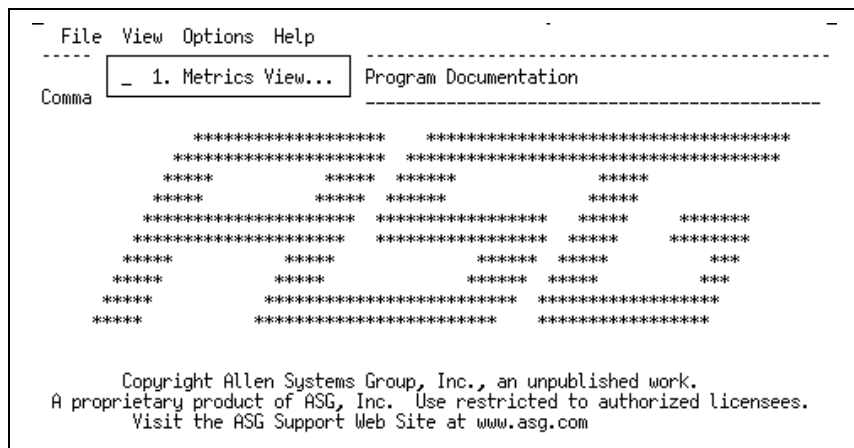 File View Options Help
_ 1. Metrics View... Program Documentation
Comma
Copyright Allen Systems Group, Inc., an unpublished work.
A proprietary product of ASG, Inc. Use restricted to authorized licensees.
Visit the ASG Support Web Site at www.asg.com